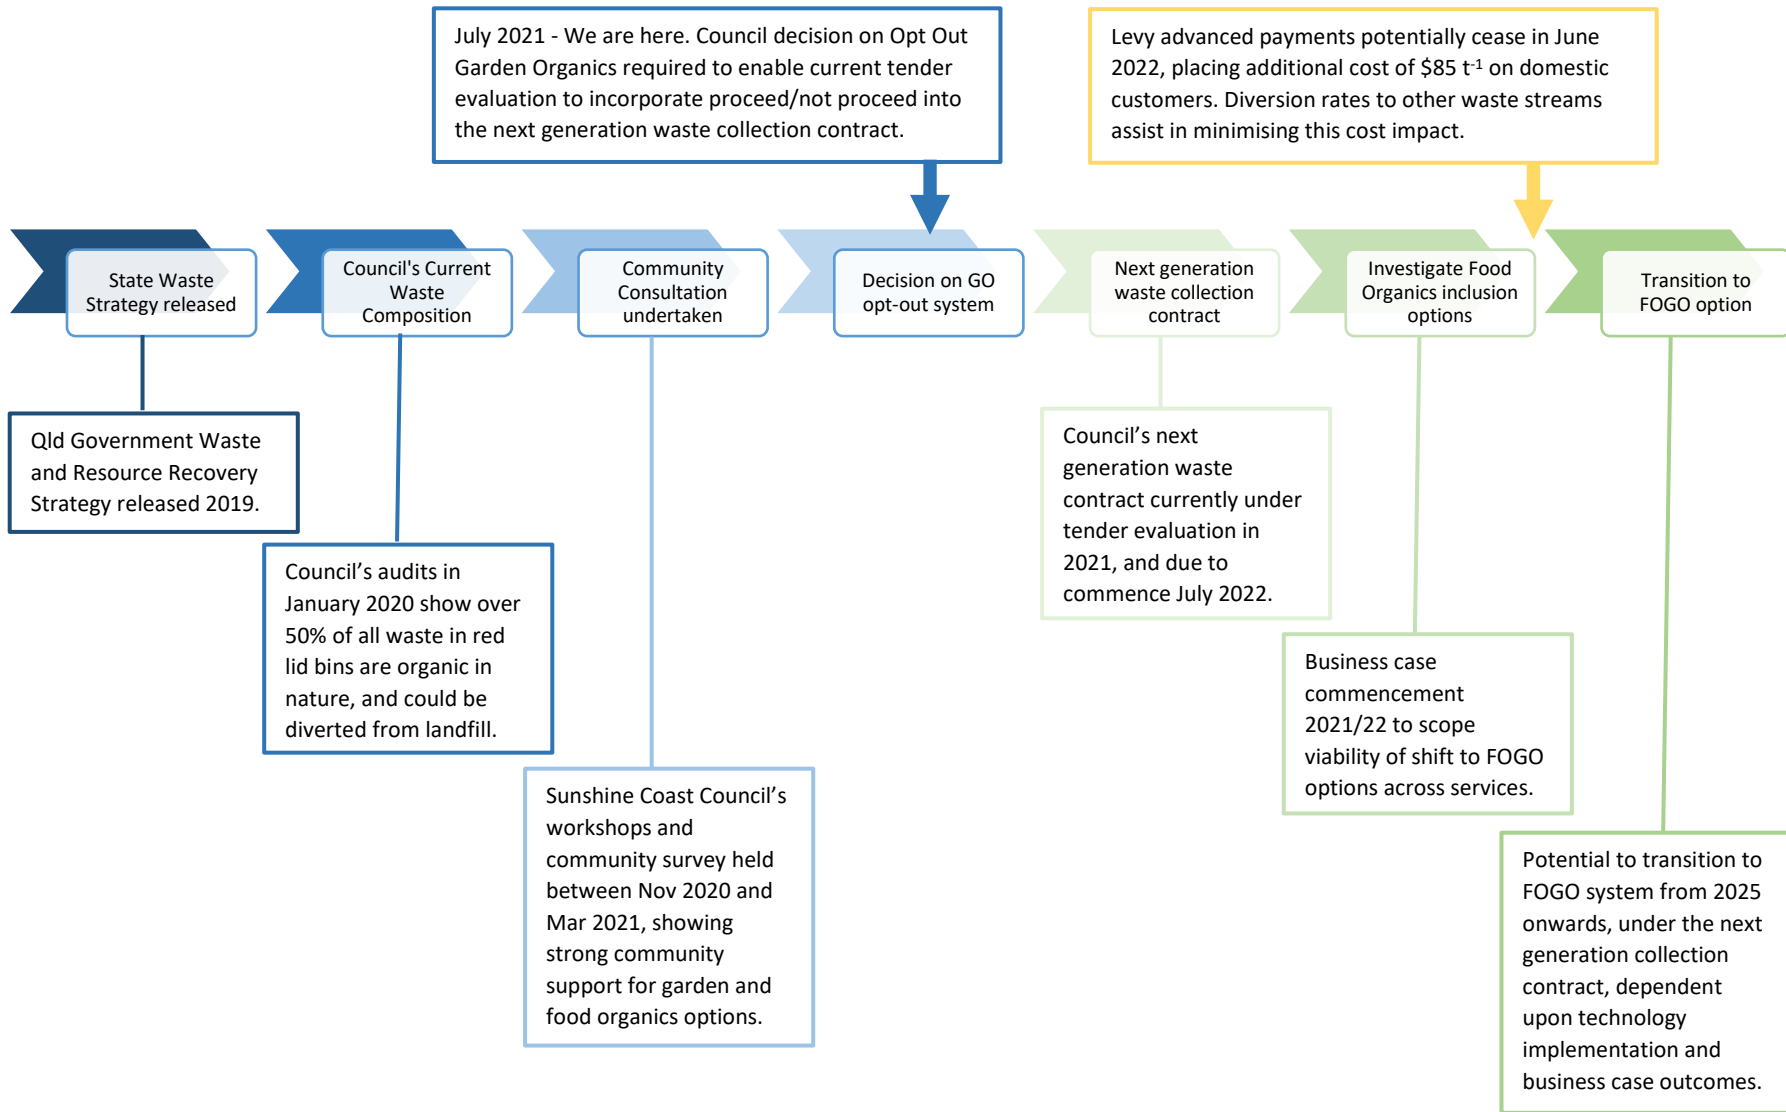 July 2021 - We are here. Council decision on Opt Out
Garden Organics required to enable current tender
evaluation to incorporate proceed/not proceed into
the next generation waste collection contract.
Levy advanced payments potentially cease in June
2022, placing additional cost of $85 t-1 on domestic
customers. Diversion rates to other waste streams
assist in minimising this cost impact.
State Waste
Strategy released
Council's Current
Waste
Composition
Community
Consultation
undertaken
Decision on GO
opt-out system
Next generation
waste collection
contract
Investigate Food
Organics inclusion
options
Transition to
FOGO option
Qld Government Waste
and Resource Recovery
Strategy released 2019.
Council’s audits in
January 2020 show over
50% of all waste in red
lid bins are organic in
nature, and could be
diverted from landfill.
Sunshine Coast Council’s
workshops and
community survey held
between Nov 2020 and
Mar 2021, showing
strong community
support for garden and
food organics options.
Council’s next
generation waste
contract currently under
tender evaluation in
2021, and due to
commence July 2022.
Business case
commencement
2021/22 to scope
viability of shift to FOGO
options across services.
Potential to transition to
FOGO system from 2025
onwards, under the next
generation collection
contract, dependent
upon technology
implementation and
business case outcomes.